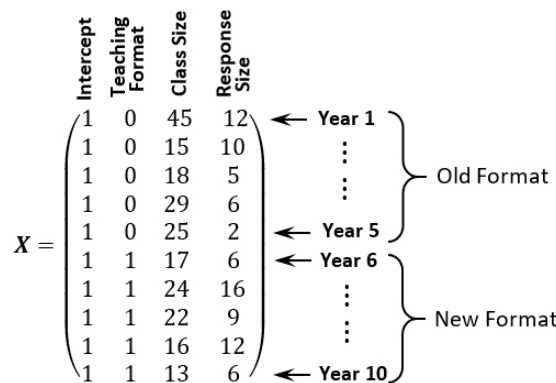 Intercept Teaching Format Class Size Response Size
1 0 45 12 Year 1
1 0 15 10
1 0 18 5
1 0 29 6
1 0 25 2 Year 5
Old Format
X =
1 1 17 6 Year 6
1 1 24 16
1 1 22 9
1 1 16 12
1 1 13 6 Year 10
New Format